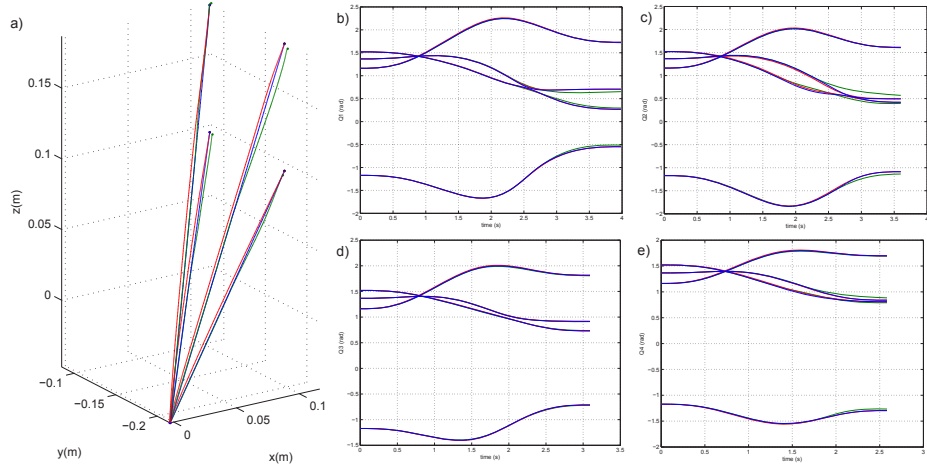 a)
0.15
0.1
0.05
0
z(m)
−0.1
−0.15
−0.2
y(m)
0
0.05
0.1
x(m)
b)
2.5
2
1.5
1
0.5
0
−0.5
−1
−1.5
−2
Q1 (rad)
0 0.5 1 1.5 2 2.5 3 3.5 4
time (s)
c)
2.5
2
1.5
1
0.5
0
−0.5
−1
−1.5
−2
Q2 (rad)
0 0.5 1 1.5 2 2.5 3 3.5 4
time (s)
d)
2.5
2
1.5
1
0.5
0
−0.5
−1
−1.5
Q3 (rad)
0 0.5 1 1.5 2 2.5 3 3.5
time (s)
e)
2
1.5
1
0.5
0
−0.5
−1
−1.5
−2
Q4 (rad)
0 0.5 1 1.5 2 2.5 3
time (s)